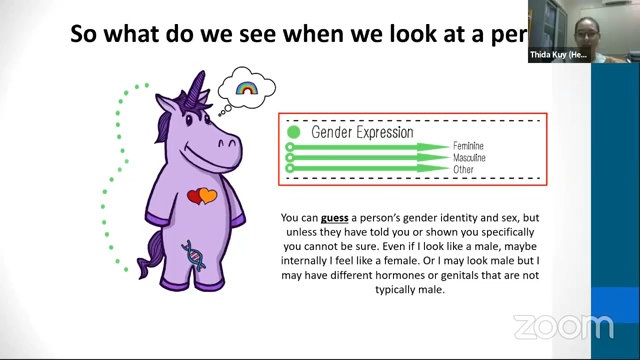 So what do we see when we look at a per
Thida Kuy (He...
Gender Expression
Feminine
Masculine
Other
You can guess a person's gender identity and sex, but
unless they have told you or shown you specifically
you cannot be sure. Even if I look like a male, maybe
internally I feel like a female. Or I may look male but I
may have different hormones or genitals that are not
typically male.
zoom